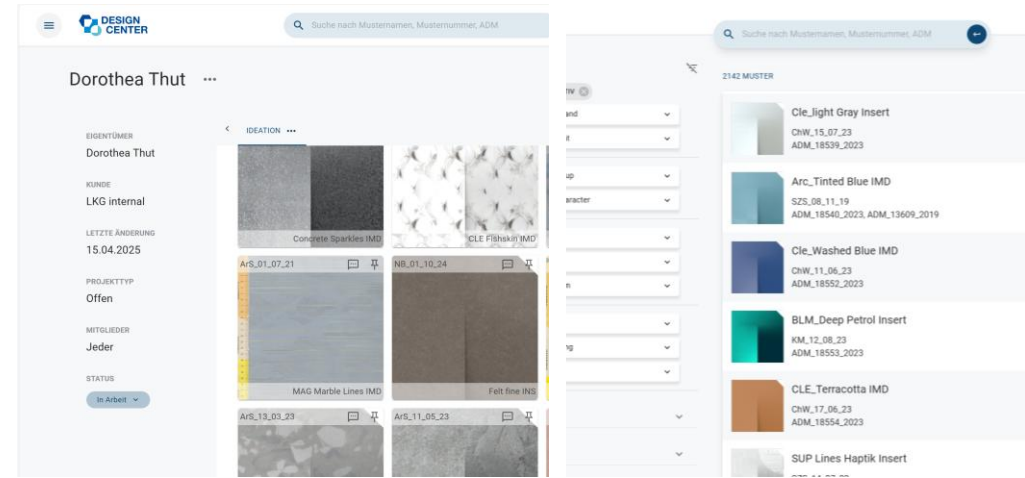 DESIGN
CENTER
Suche nach Musternamen, Musternummer, ADM
Dorothea Thut
EIGENTÜMER
Dorothea Thut
KUNDE
LKG internal
LETZTE ÄNDERUNG
15.04.2025
PROJEKTTYP
Offen
MITGLIEDER
Jeder
STATUS
In Arbeit
IDEATION
Concrete Sparkles IMD
CLE Fishskin IMD
ArS_01_07_21
NB_01_10_24
MAG Marble Lines IMD
Felt fine INS
ArS_13_03_23
ArS_11_05_23
Suche nach Musternamen, Musternummer, ADM
2142 MUSTER
Cle_light Gray Insert
ChW_15_07_23
ADM_18539_2023
Arc_Tinted Blue IMD
SZS_08_11_19
ADM_18540_2023, ADM_13609_2019
Cle_Washed Blue IMD
ChW_11_06_23
ADM_18552_2023
BLM_Deep Petrol Insert
KM_12_08_23
ADM_18553_2023
CLE_Terracotta IMD
ChW_17_06_23
ADM_18554_2023
SUP Lines Haptik Insert